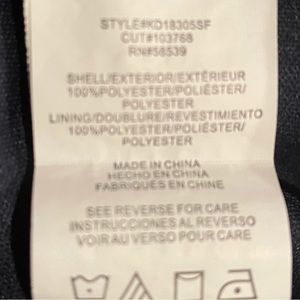 STYLE#KD18305SF
CUT#103768
RN#58539
SHELL/EXTERIOR/EXTÉRIEUR
100%POLYESTER/POLIÉSTER/
POLYESTER
LINING/DOUBLURE/REVESTIMIENTO
100%POLYESTER/POLIÉSTER/
POLYESTER
MADE IN CHINA
HECHO EN CHINA
FABRIQUÉS EN CHINE
SEE REVERSE FOR CARE
INSTRUCCIONES AL REVERSO
VOIR AU VERSO POUR CARE